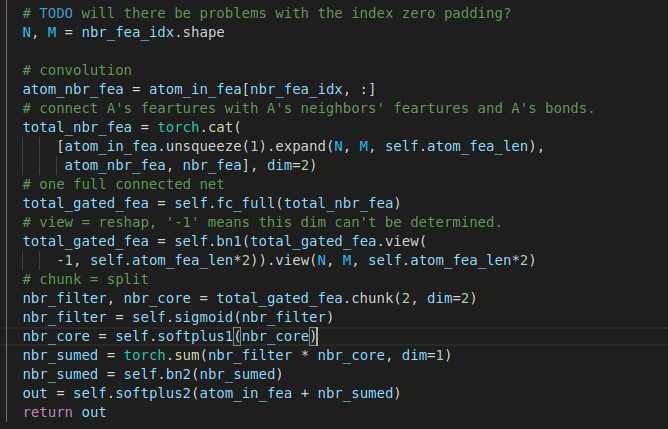 # TODO will there be problems with the index zero padding?
N, M = nbr_fea_idx.shape
# convolution
atom_nbr_fea = atom_in_fea[nbr_fea_idx, :]
# connect A's feartures with A's neighbors' feartures and A's bonds.
total_nbr_fea = torch.cat(
[atom_in_fea.unsqueeze(1).expand(N, M, self.atom_fea_len),
atom_nbr_fea, nbr_fea], dim=2)
# one full connected net
total_gated_fea = self.fc_full(total_nbr_fea)
# view = reshap, '-1' means this dim can't be determined.
total_gated_fea = self.bn1(total_gated_fea.view(
-1, self.atom_fea_len*2)).view(N, M, self.atom_fea_len*2)
# chunk = split
nbr_filter, nbr_core = total_gated_fea.chunk(2, dim=2)
nbr_filter = self.sigmoid(nbr_filter)
nbr_core = self.softplus1(nbr_core)
nbr_sumed = torch.sum(nbr_filter * nbr_core, dim=1)
nbr_sumed = self.bn2(nbr_sumed)
out = self.softplus2(atom_in_fea + nbr_sumed)
return out